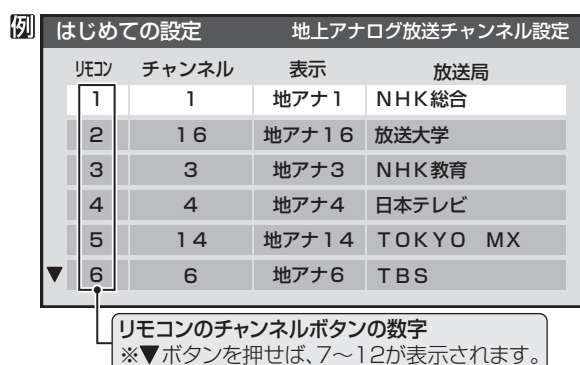 例
はじめての設定 地上アナログ放送チャンネル設定
リモコン チャンネル 表示 放送局
1 1 地アナ1 NHK総合
2 16 地アナ16 放送大学
3 3 地アナ3 NHK教育
4 4 地アナ4 日本テレビ
5 14 地アナ14 TOKYO MX
▼ 6 6 地アナ6 TBS
リモコンのチャンネルボタンの数字
※▼ボタンを押せば、7~12が表示されます。